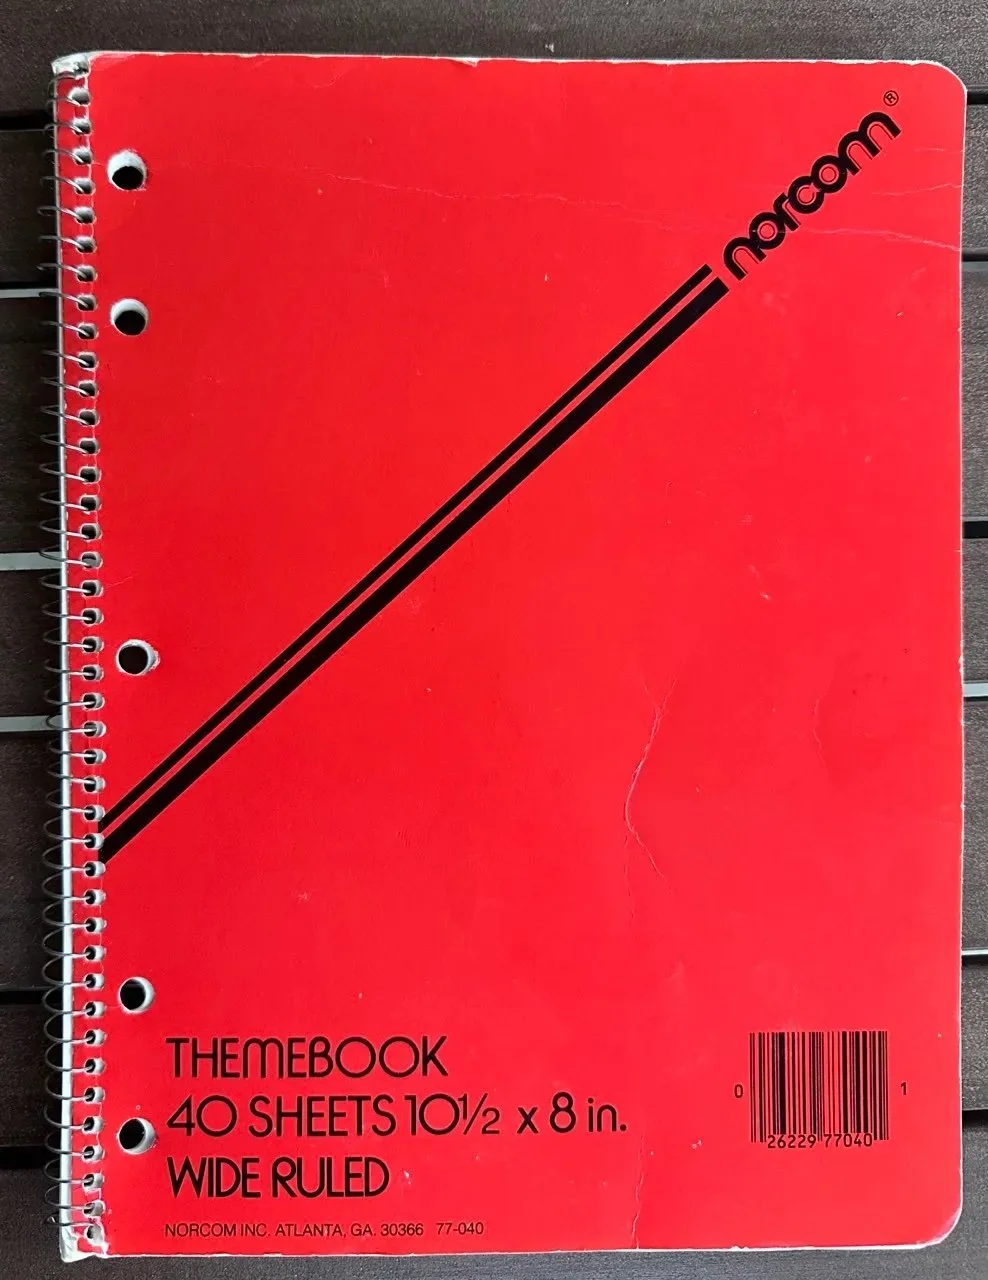 norcom®
THEMEBOOK
40 SHEETS 10½ x 8 in.
WIDE RULED
NORCOM INC. ATLANTA, GA. 30366 77-040
0 26229 77040 1